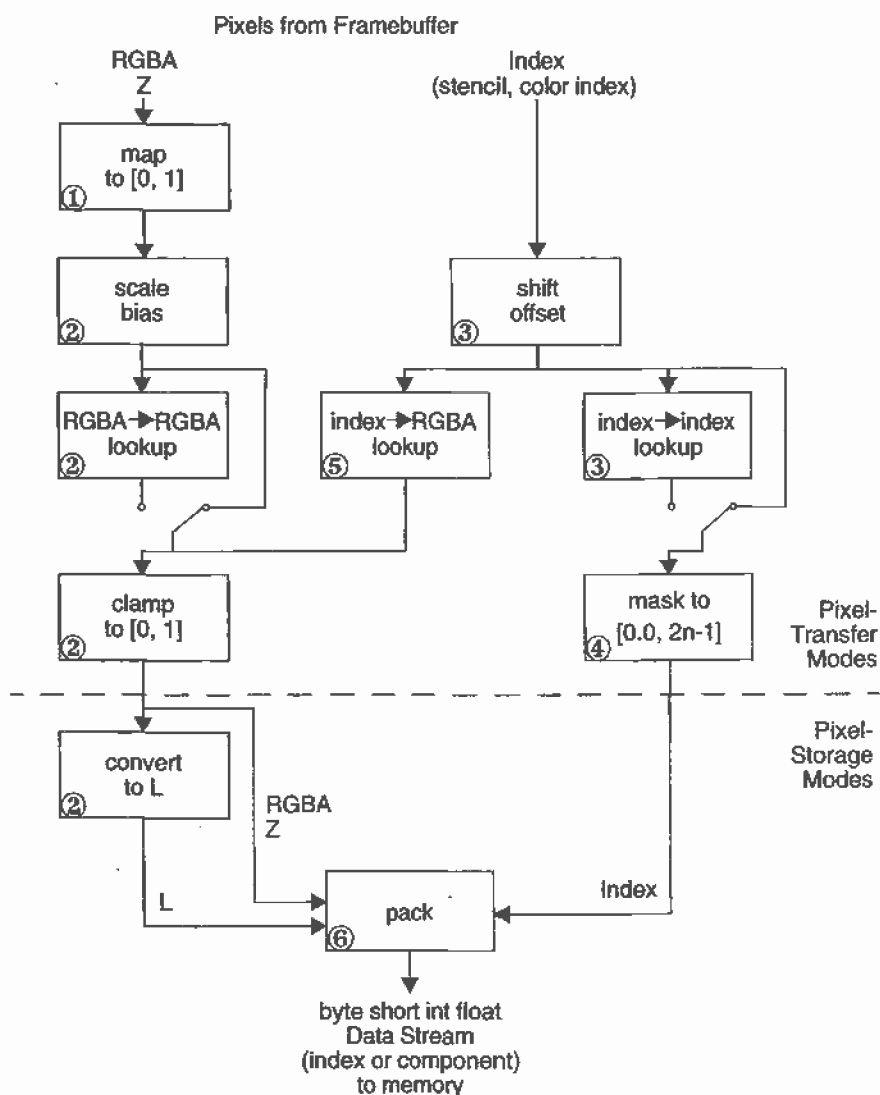 Pixels from Framebuffer
RGBA
Z
Index
(stencil, color index)
map
to [0, 1]
①
scale
bias
②
shift
offset
③
RGBA→RGBA
lookup
②
index→RGBA
lookup
⑤
index→index
lookup
③
clamp
to [0, 1]
②
mask to
[0.0, 2n-1]
④
Pixel-
Transfer
Modes
Pixel-
Storage
Modes
convert
to L
②
RGBA
Z
L
Index
pack
⑥
byte short int float
Data Stream
(index or component)
to memory